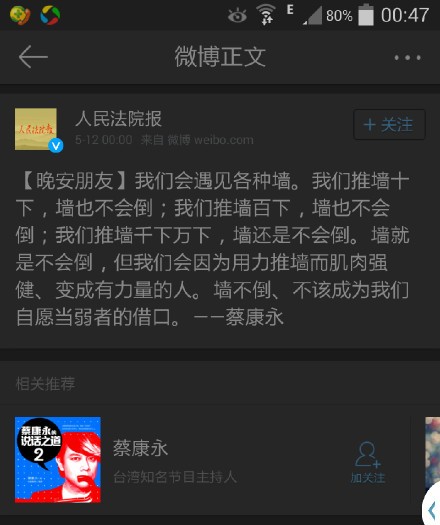 E 80% 00:47
微博正文
人民法院报
人民法院报
+ 关注
5-12 00:00 来自 微博 weibo.com
【晚安朋友】我们会遇见各种墙。我们推墙十
下，墙也不会倒；我们推墙百下，墙也不会
倒；我们推墙千下万下，墙还是不会倒。墙就
是不会倒，但我们会因为用力推墙而肌肉强
健、变成有力量的人。墙不倒、不该成为我们
自愿当弱者的借口。——蔡康永
相关推荐
蔡康永的
说话之道
2
蔡康永
台湾知名节目主持人
加关注